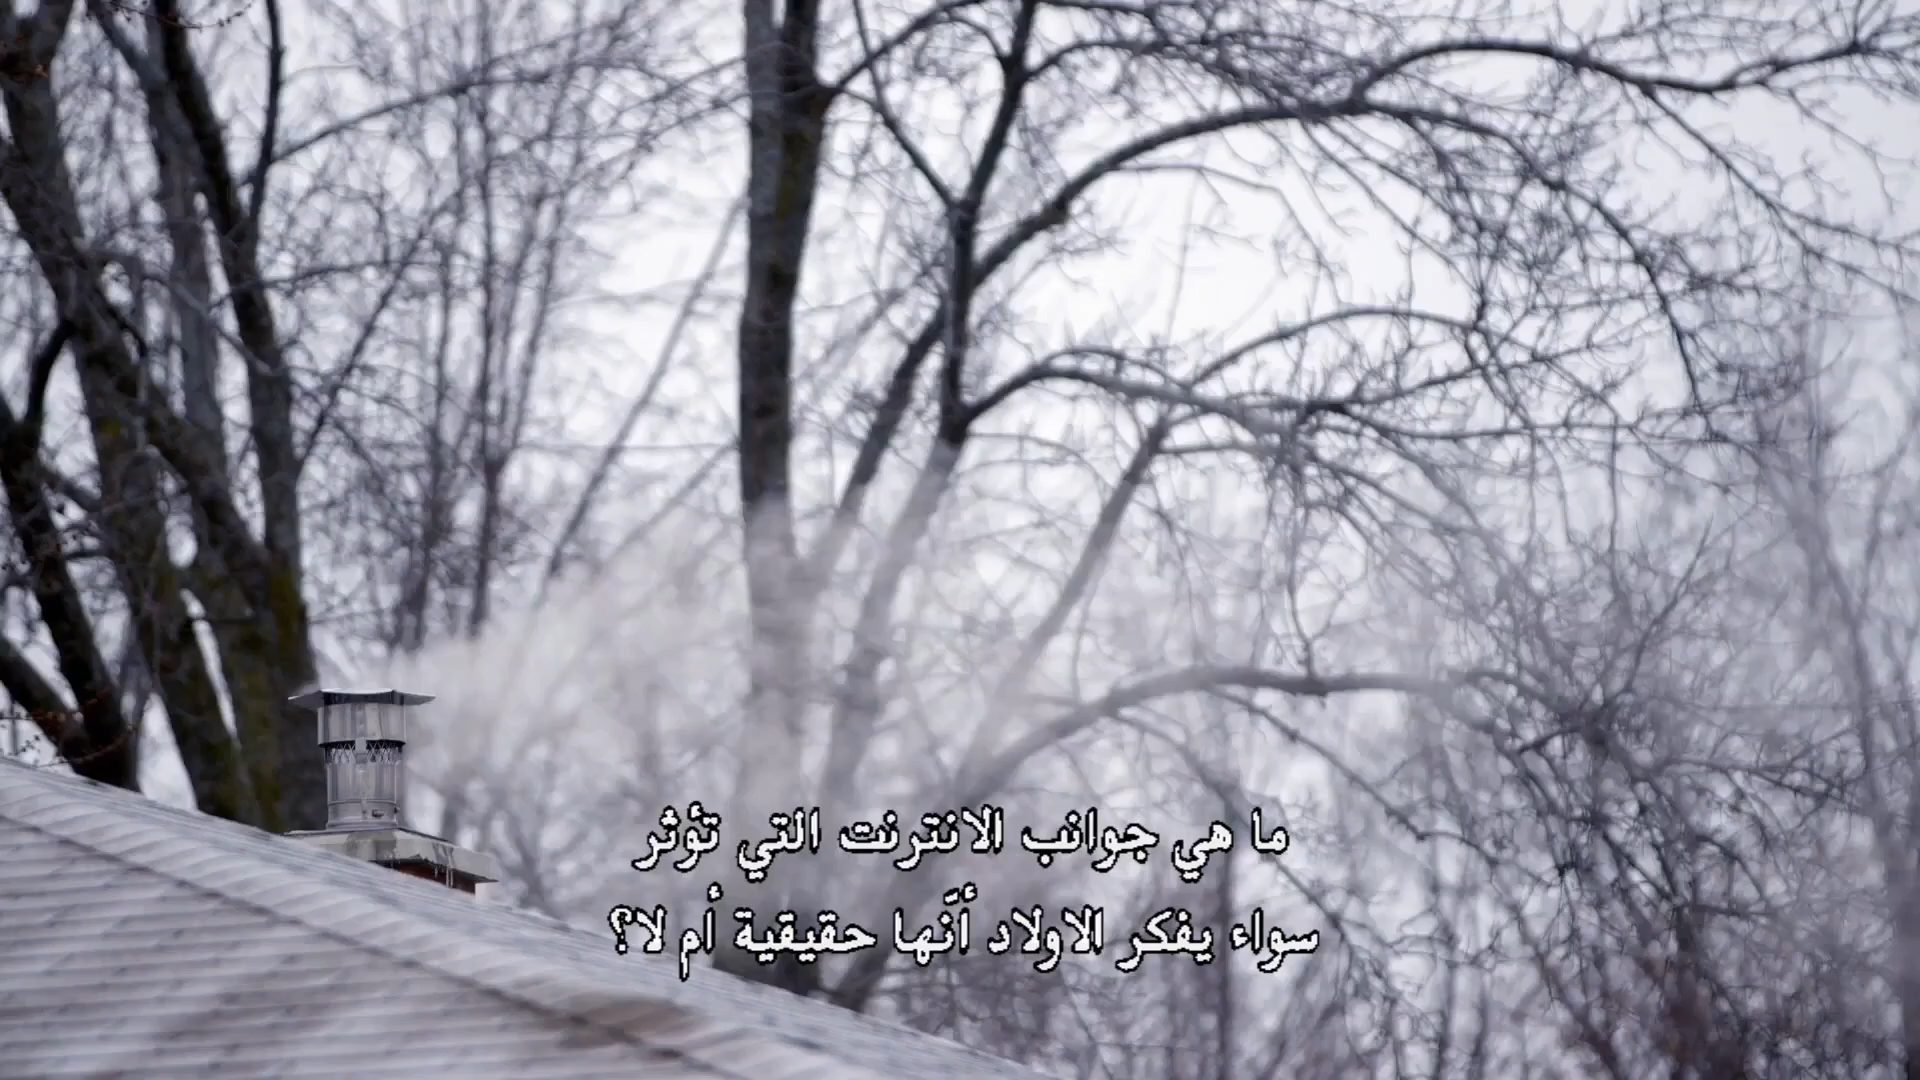 ما هي جوانب الانترنت التي تؤثر
سواء يفكر الاولاد أنّها حقيقية أم لا؟